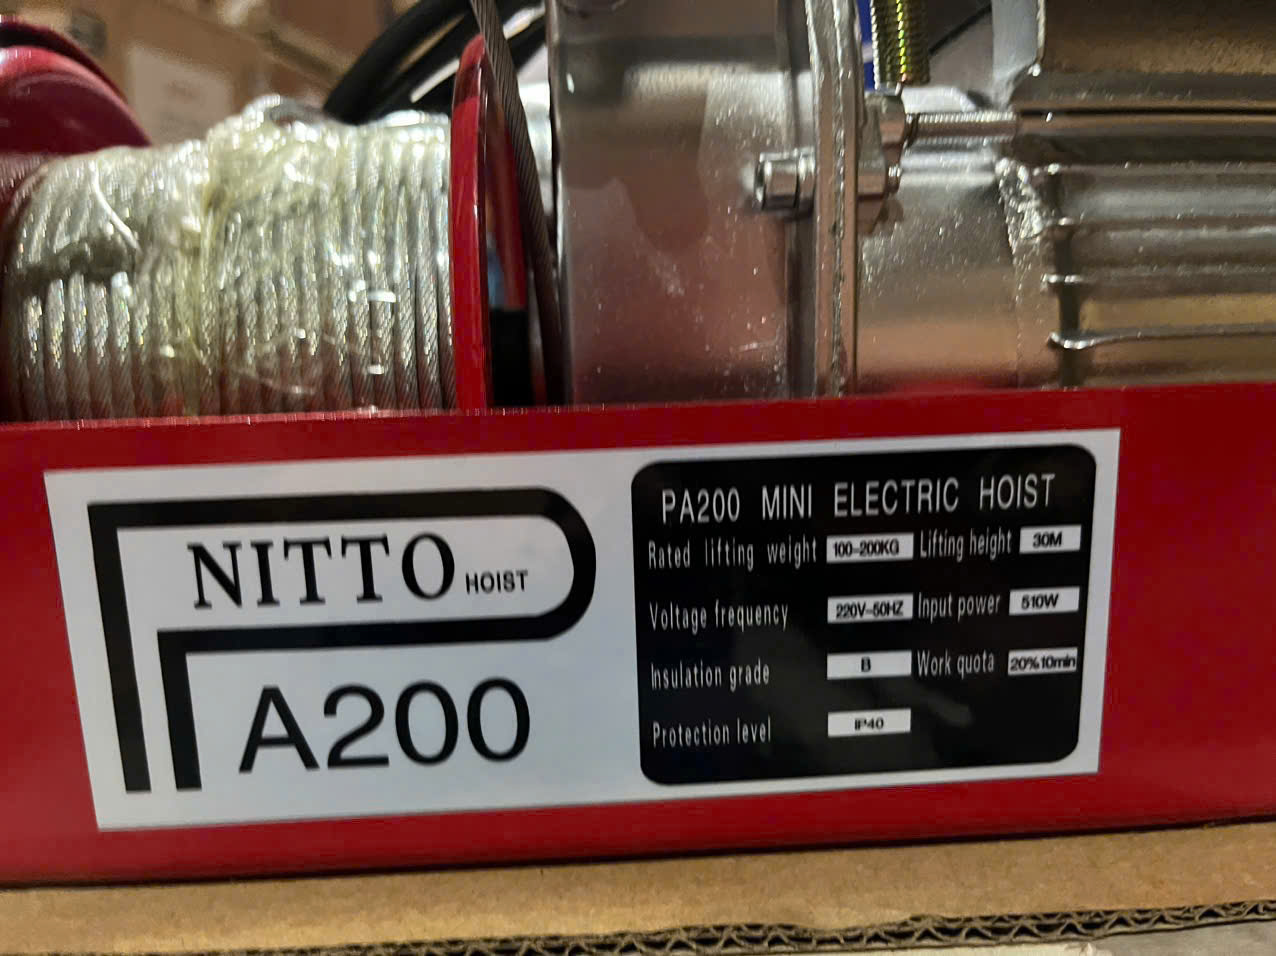 NITTO HOIST
PA200
PA200 MINI ELECTRIC HOIST
Rated lifting weight 100-200KG Lifting height 30M
Voltage frequency 220V-50HZ Input power 510W
Insulation grade B Work quota 20%10min
Protection level IP40